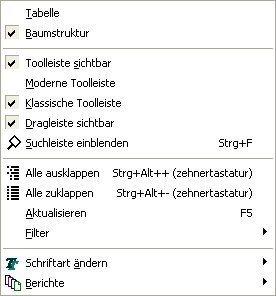 Tabelle
Baumstruktur
Toolleiste sichtbar
Moderne Toolleiste
Klassische Toolleiste
Dragleiste sichtbar
Suchleiste einblenden Strg+F
Alle ausklappen Strg+Alt++ (zehnertastatur)
Alle zuklappen Strg+Alt+- (zehnertastatur)
Aktualisieren F5
Filter
Schriftart ändern
Berichte